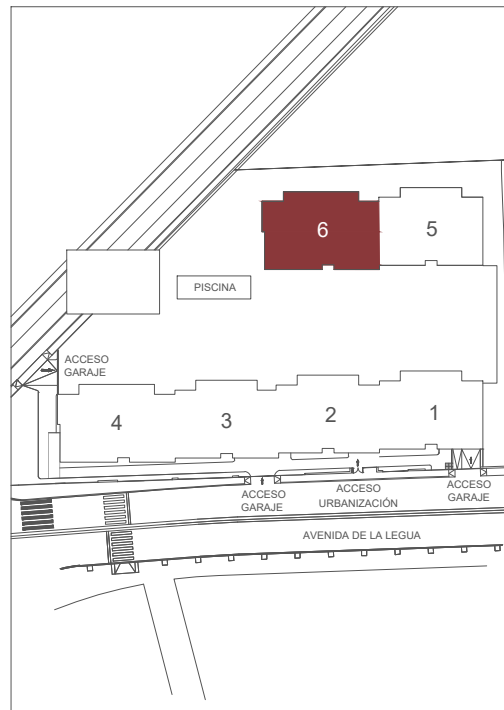 6
5
PISCINA
ACCESO
GARAJE
4
3
2
1
ACCESO
GARAJE
ACCESO
URBANIZACIÓN
ACCESO
GARAJE
AVENIDA DE LA LEGUA